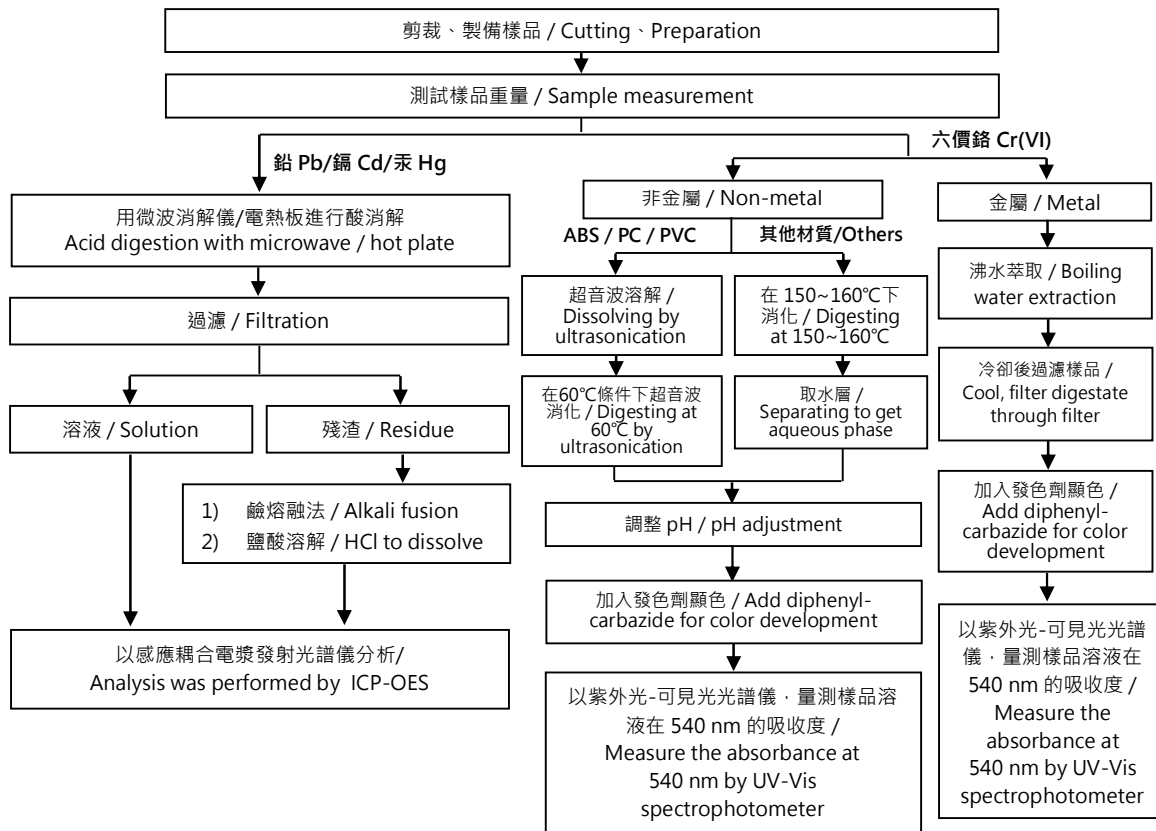 剪裁、製備樣品 / Cutting、Preparation
測試樣品重量 / Sample measurement
鉛 Pb/鎘 Cd/汞 Hg
六價鉻 Cr(VI)
用微波消解儀/電熱板進行酸消解
Acid digestion with microwave / hot plate
過濾 / Filtration
溶液 / Solution
殘渣 / Residue
1) 鹼熔融法 / Alkali fusion
2) 鹽酸溶解 / HCl to dissolve
以感應耦合電漿發射光譜儀分析/
Analysis was performed by ICP-OES
非金屬 / Non-metal
ABS / PC / PVC
其他材質/Others
超音波溶解 /
Dissolving by
ultrasonication
在60℃條件下超音波
消化 / Digesting at
60℃ by
ultrasonication
在 150~160℃下
消化 / Digesting
at 150~160℃
取水層 /
Separating to get
aqueous phase
調整 pH / pH adjustment
加入發色劑顯色 / Add diphenyl-
carbazide for color development
以紫外光-可見光光譜儀，量測樣品溶
液在 540 nm 的吸收度 /
Measure the absorbance at
540 nm by UV-Vis
spectrophotometer
金屬 / Metal
沸水萃取 / Boiling
water extraction
冷卻後過濾樣品 /
Cool, filter digestate
through filter
加入發色劑顯色 /
Add diphenyl-
carbazide for color
development
以紫外光-可見光光譜
儀，量測樣品溶液在
540 nm 的吸收度 /
Measure the
absorbance at
540 nm by UV-Vis
spectrophotometer